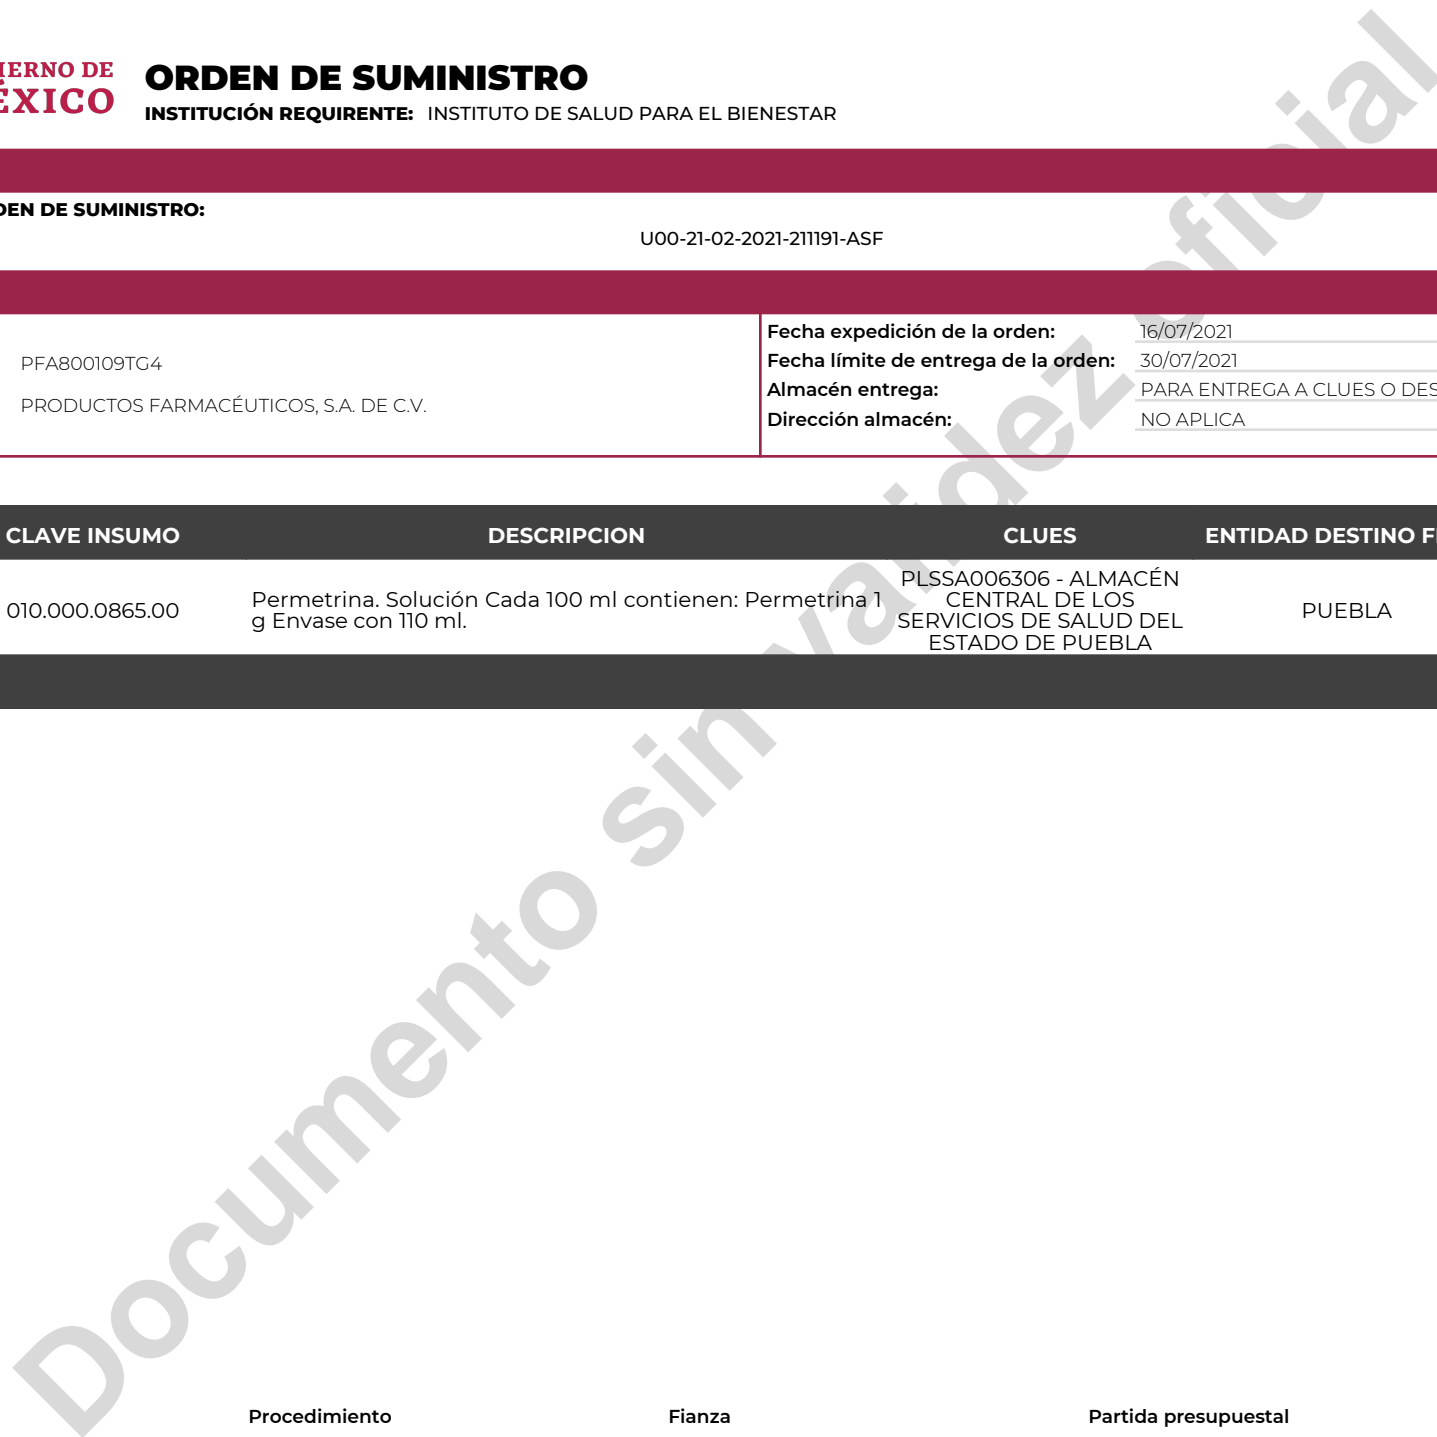 IERNO DE
ÉXICO
ORDEN DE SUMINISTRO
INSTITUCIÓN REQUIRENTE: INSTITUTO DE SALUD PARA EL BIENESTAR
DEN DE SUMINISTRO:
U00-21-02-2021-211191-ASF
PFA800109TG4
PRODUCTOS FARMACÉUTICOS, S.A. DE C.V.
Fecha expedición de la orden: 16/07/2021
Fecha límite de entrega de la orden: 30/07/2021
Almacén entrega: PARA ENTREGA A CLUES O DES
Dirección almacén: NO APLICA
CLAVE INSUMO DESCRIPCION CLUES ENTIDAD DESTINO F
010.000.0865.00
Permetrina. Solución Cada 100 ml contienen: Permetrina 1
g Envase con 110 ml.
PLSSA006306 - ALMACÉN
CENTRAL DE LOS
SERVICIOS DE SALUD DEL
ESTADO DE PUEBLA
PUEBLA
Documento sin validez oficial
Procedimiento Fianza Partida presupuestal